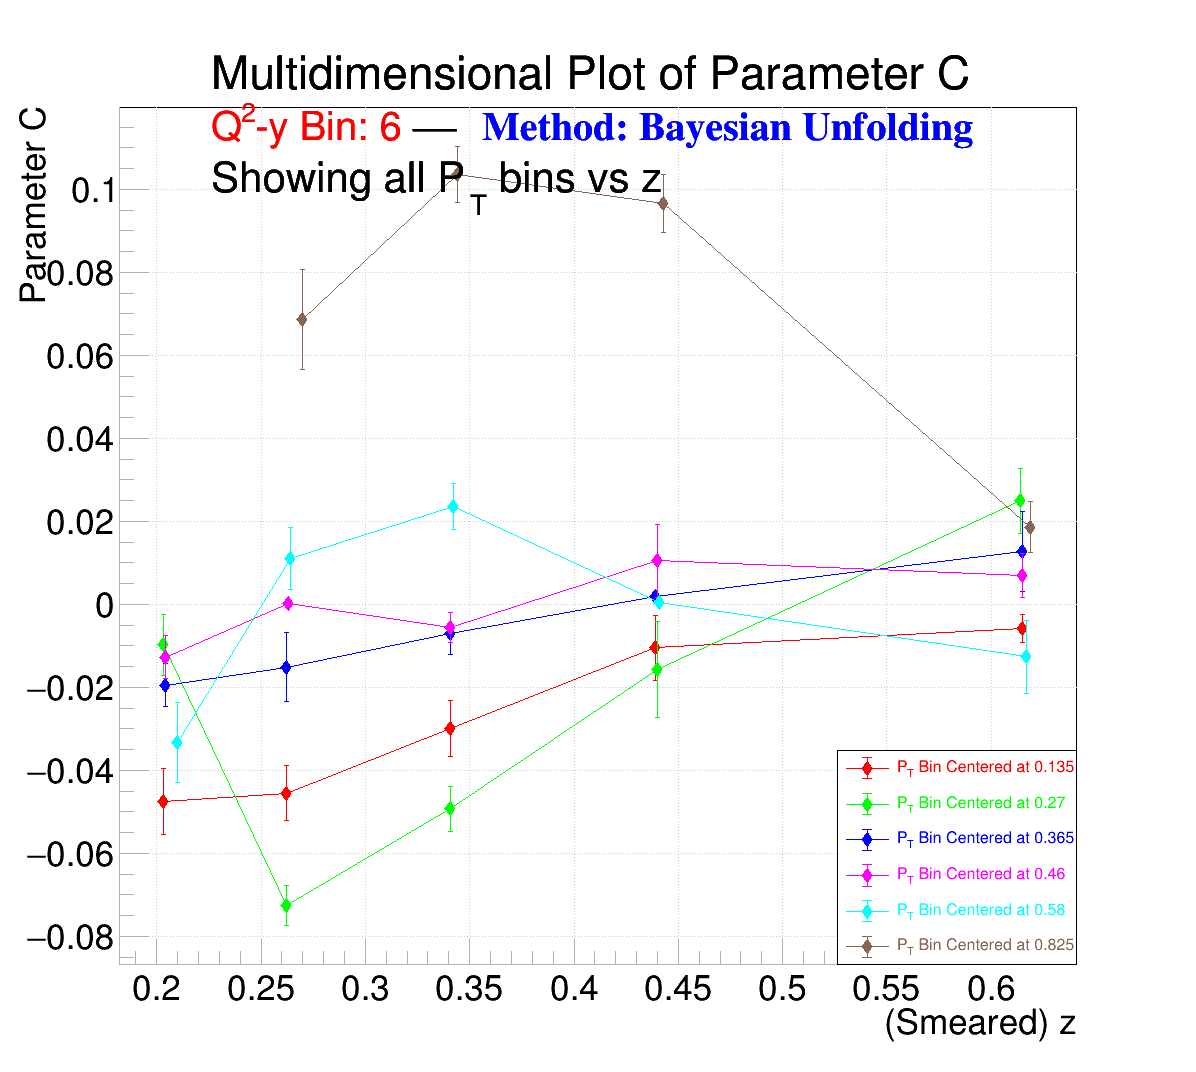 Multidimensional Plot of Parameter C
Q²-y Bin: 6 — Method: Bayesian Unfolding
Showing all P_T bins vs z
Parameter C
0.1
0.08
0.06
0.04
0.02
0
−0.02
−0.04
−0.06
−0.08
P_T Bin Centered at 0.135
P_T Bin Centered at 0.27
P_T Bin Centered at 0.365
P_T Bin Centered at 0.46
P_T Bin Centered at 0.58
P_T Bin Centered at 0.825
0.2 0.25 0.3 0.35 0.4 0.45 0.5 0.55 0.6
(Smeared) z